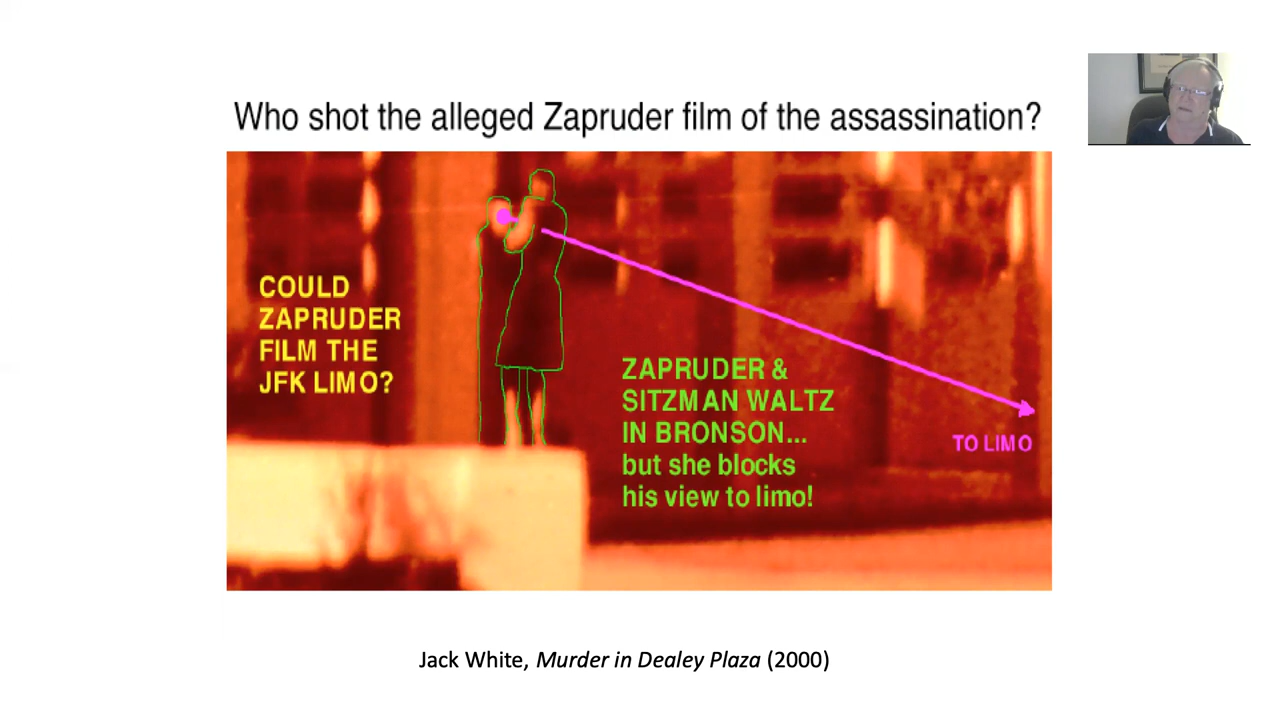 Who shot the alleged Zapruder film of the assassination?
COULD
ZAPRUDER
FILM THE
JFK LIMO?
ZAPRUDER &
SITZMAN WALTZ
IN BRONSON...
but she blocks
his view to limo!
TO LIMO
Jack White, Murder in Dealey Plaza (2000)